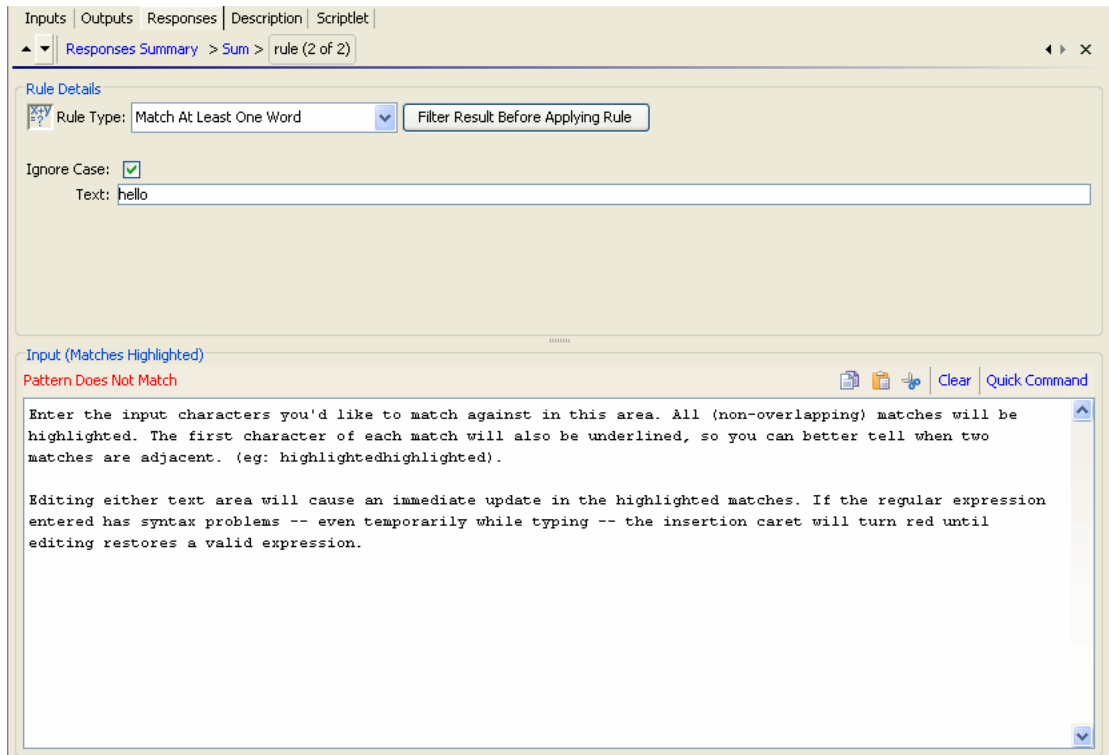 Inputs Outputs Responses Description Scriptlet
Responses Summary > Sum > rule (2 of 2)
Rule Details
X+Y =? Rule Type: Match At Least One Word Filter Result Before Applying Rule
Ignore Case:
Text: hello
Input (Matches Highlighted)
Pattern Does Not Match Clear Quick Command
Enter the input characters you'd like to match against in this area. All (non-overlapping) matches will be
highlighted. The first character of each match will also be underlined, so you can better tell when two
matches are adjacent. (eg: highlightedhighlighted).
Editing either text area will cause an immediate update in the highlighted matches. If the regular expression
entered has syntax problems -- even temporarily while typing -- the insertion caret will turn red until
editing restores a valid expression.